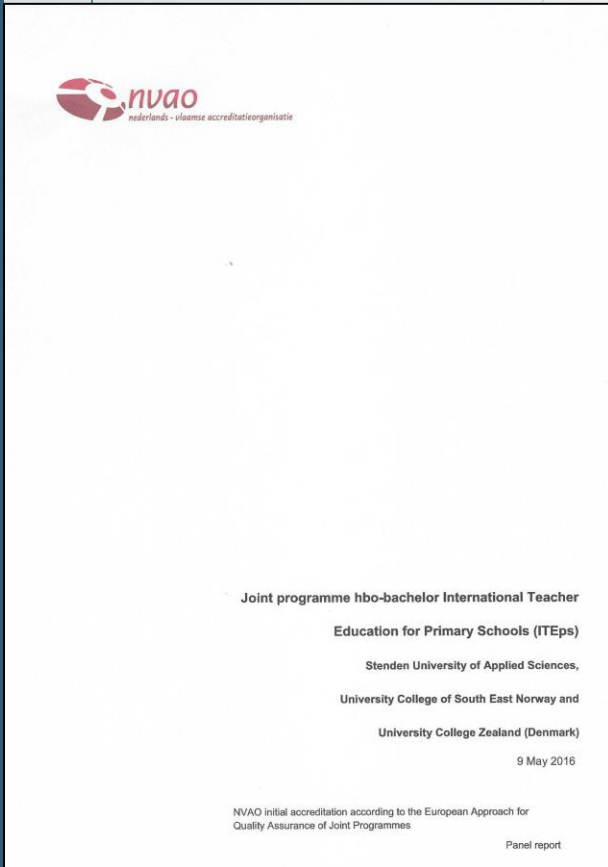 nvao
nederlands - vlaamse accreditatieorganisatie
Joint programme hbo-bachelor International Teacher
Education for Primary Schools (ITEps)
Stenden University of Applied Sciences,
University College of South East Norway and
University College Zealand (Denmark)
9 May 2016
NVAO initial accreditation according to the European Approach for
Quality Assurance of Joint Programmes
Panel report